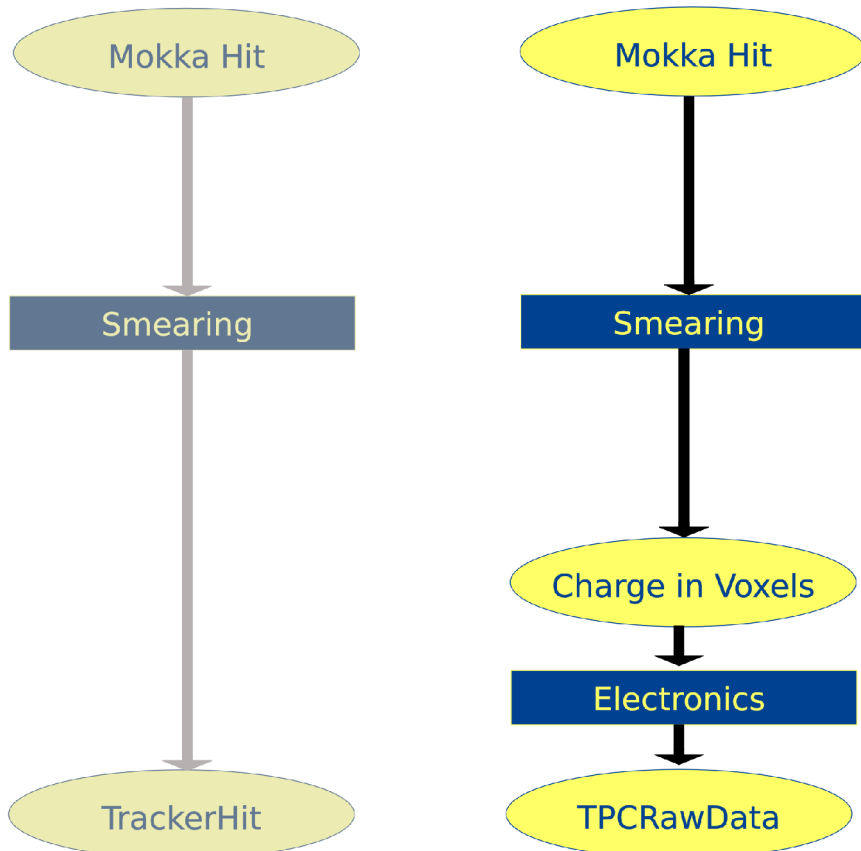 Mokka Hit
Smearing
TrackerHit
Mokka Hit
Smearing
Charge in Voxels
Electronics
TPCRawData